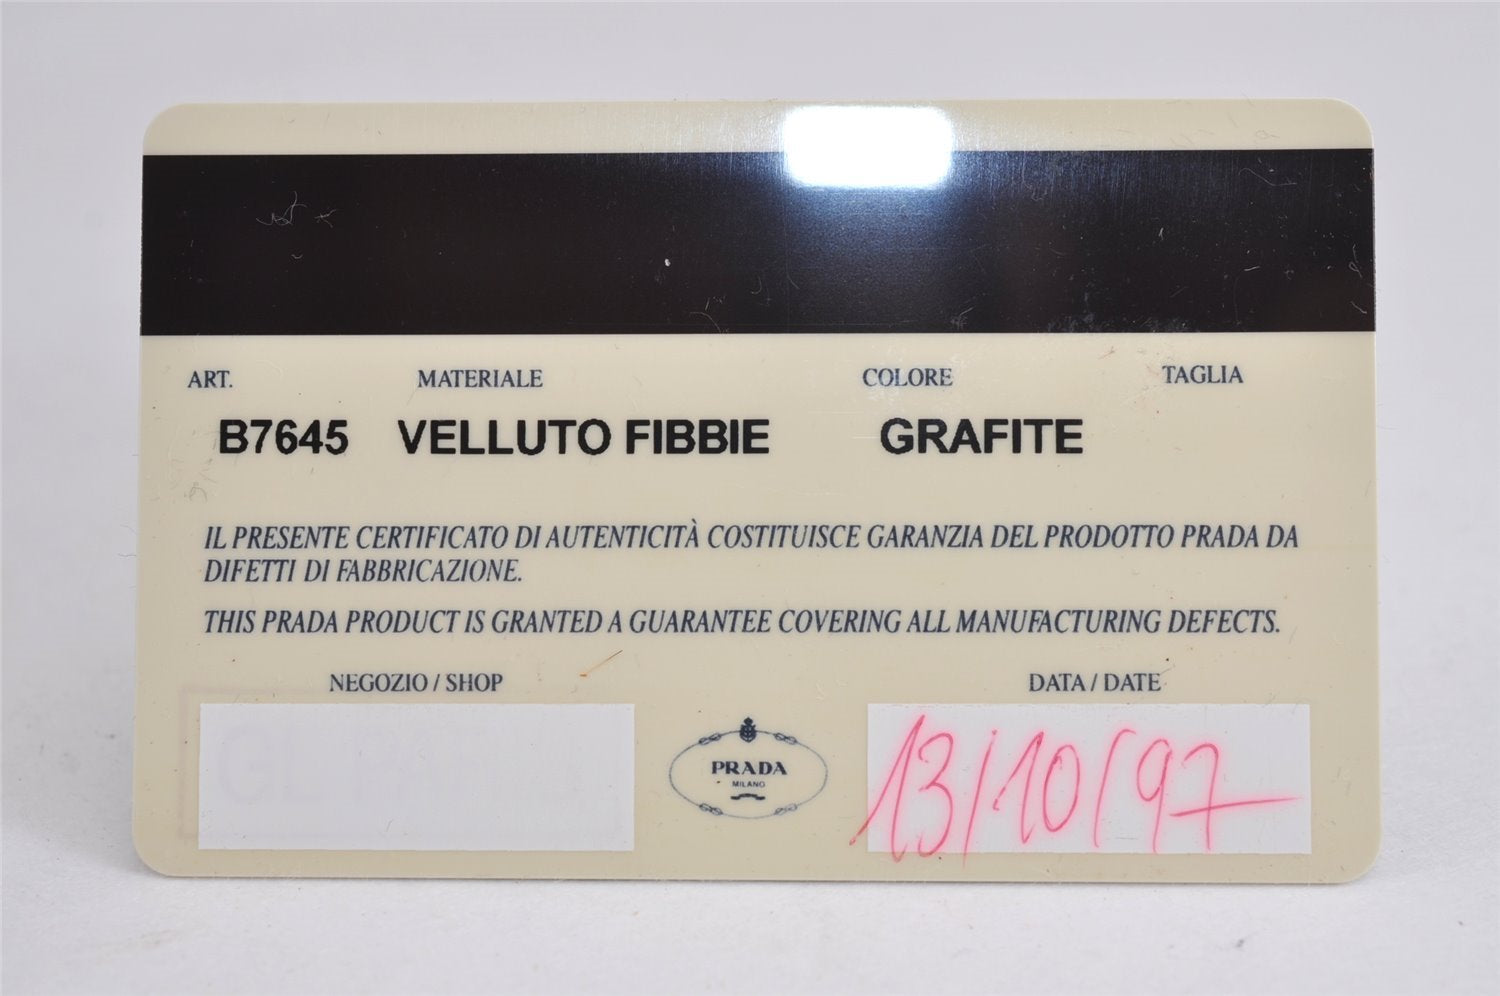 ART. MATERIALE COLORE TAGLIA
B7645 VELLUTO FIBBIE GRAFITE
IL PRESENTE CERTIFICATO DI AUTENTICITÀ COSTITUISCE GARANZIA DEL PRODOTTO PRADA DA
DIFETTI DI FABBRICAZIONE.
THIS PRADA PRODUCT IS GRANTED A GUARANTEE COVERING ALL MANUFACTURING DEFECTS.
NEGOZIO / SHOP DATA / DATE
PRADA
MILANO
13/10/97